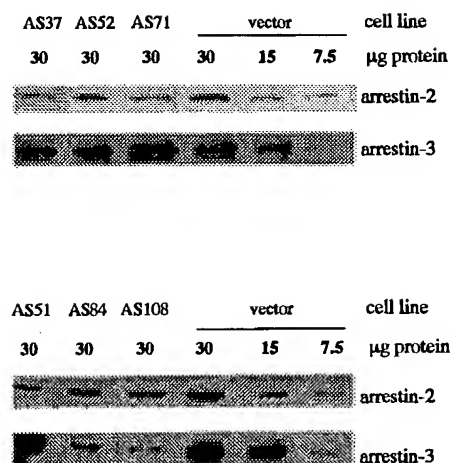 AS37 AS52 AS71 vector cell line
30 30 30 30 15 7.5 µg protein
arrestin-2
arrestin-3
AS51 AS84 AS108 vector cell line
30 30 30 30 15 7.5 µg protein
arrestin-2
arrestin-3